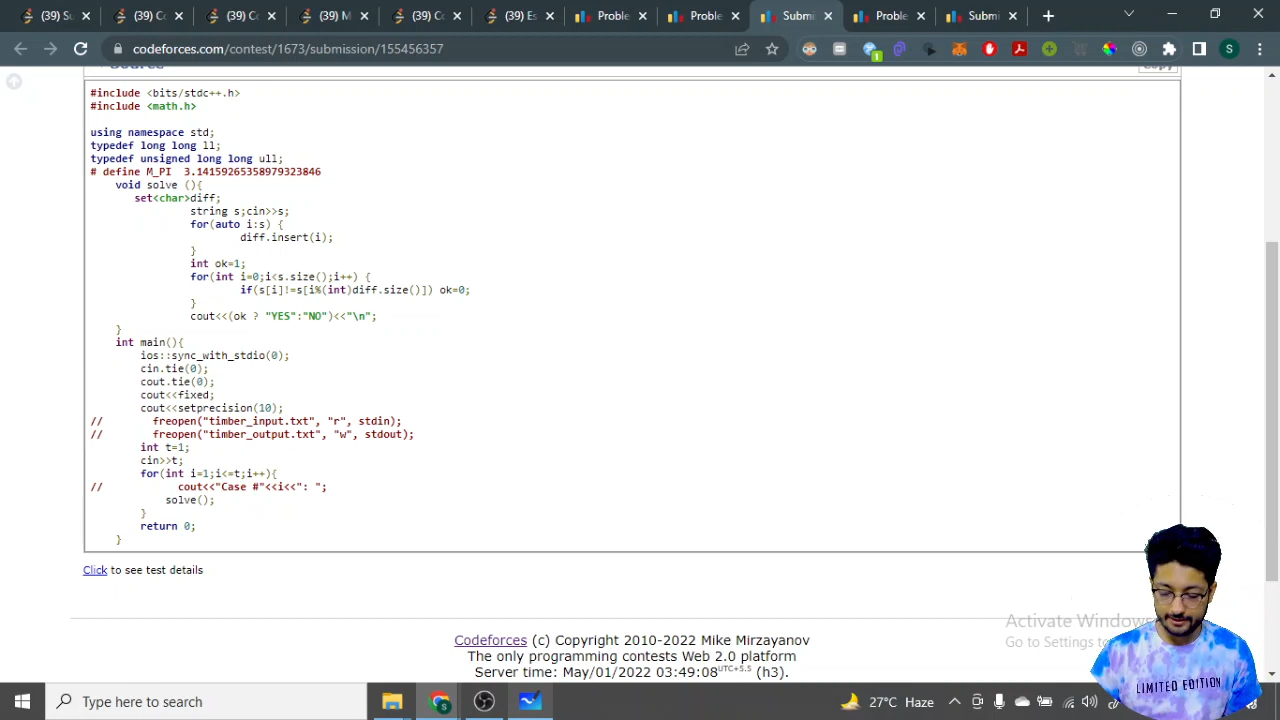 (39) Su
(39) Co
(39) Co
(39) M
(39) Co
(39) Es
Proble
Proble
Submi
Proble
Submi
codeforces.com/contest/1673/submission/155456357
S
Source
Copy
#include <bits/stdc++.h>
#include <math.h>
using namespace std;
typedef long long ll;
typedef unsigned long long ull;
# define M_PI  3.14159265358979323846
void solve (){
set<char>diff;
string s;cin>>s;
for(auto i:s) {
diff.insert(i);
}
int ok=1;
for(int i=0;i<s.size();i++) {
if(s[i]!=s[i%(int)diff.size()]) ok=0;
}
cout<<(ok ? "YES":"NO")<<"\n";
}
int main(){
ios::sync_with_stdio(0);
cin.tie(0);
cout.tie(0);
cout<<fixed;
cout<<setprecision(10);
// freopen("timber_input.txt", "r", stdin);
// freopen("timber_output.txt", "w", stdout);
int t=1;
cin>>t;
for(int i=1;i<=t;i++){
// cout<<"Case #"<<i<<": ";
solve();
}
return 0;
}
Click to see test details
Codeforces (c) Copyright 2010-2022 Mike Mirzayanov
The only programming contests Web 2.0 platform
Server time: May/01/2022 03:49:08UTC+5.5 (h3).
Activate Windows
Go to Settings to
LIMITED EDITION
Type here to search
27°C Haze